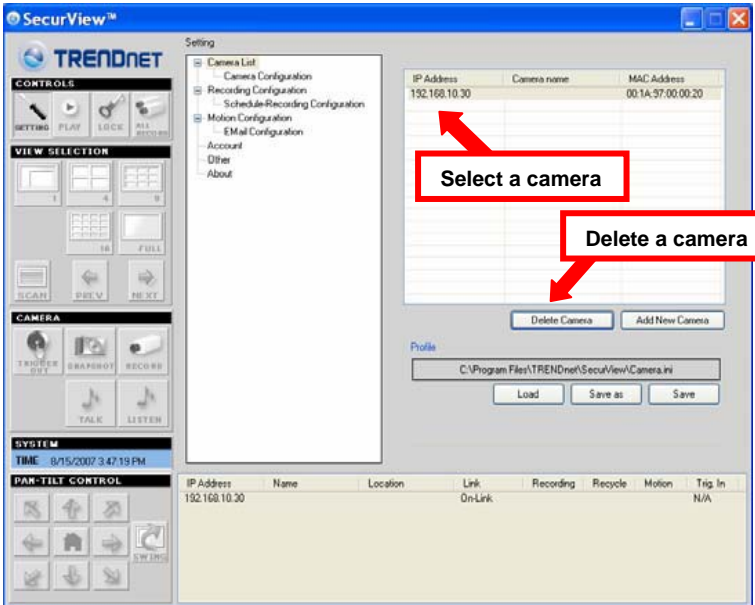 SecurView™
TRENDNET
CONTROLS
SETTING PLAY LOCK ALL RECORD
VIEW SELECTION
1 4 9
16 FULL
SCAN PREV NEXT
CAMERA
TRIGGER OUT SNAPSHOT RECORD
TALK LISTEN
SYSTEM
TIME 8/15/2007 3:47:19 PM
PAN-TILT CONTROL
SWING
Setting
Camera List
Camera Configuration
Recording Configuration
Schedule-Recording Configuration
Motion Configuration
EMail Configuration
Account
Other
About
IP Address Camera name MAC Address
192.168.10.30 00:1A:97:00:00:20
Select a camera
Delete a camera
Delete Camera Add New Camera
Profile
C:\Program Files\TRENDnet\SecurView\Camera.ini
Load Save as Save
IP Address Name Location Link Recording Recycle Motion Trig. In
192.168.10.30 On-Link N/A